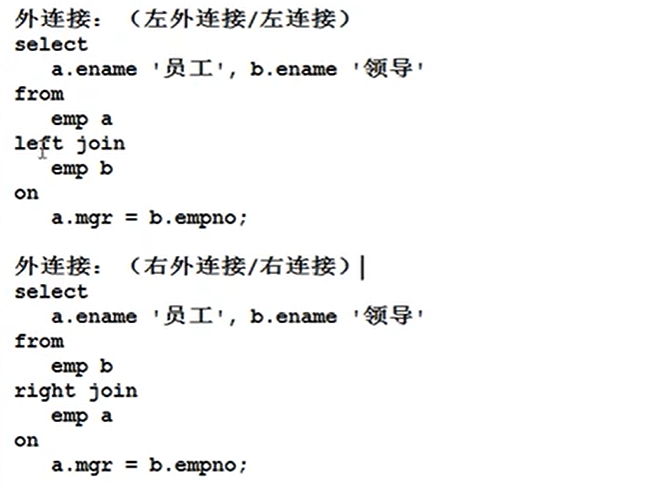 外连接：（左外连接/左连接）
select
a.ename '员工', b.ename '领导'
from
emp a
left join
emp b
on
a.mgr = b.empno;
外连接：（右外连接/右连接）
select
a.ename '员工', b.ename '领导'
from
emp b
right join
emp a
on
a.mgr = b.empno;